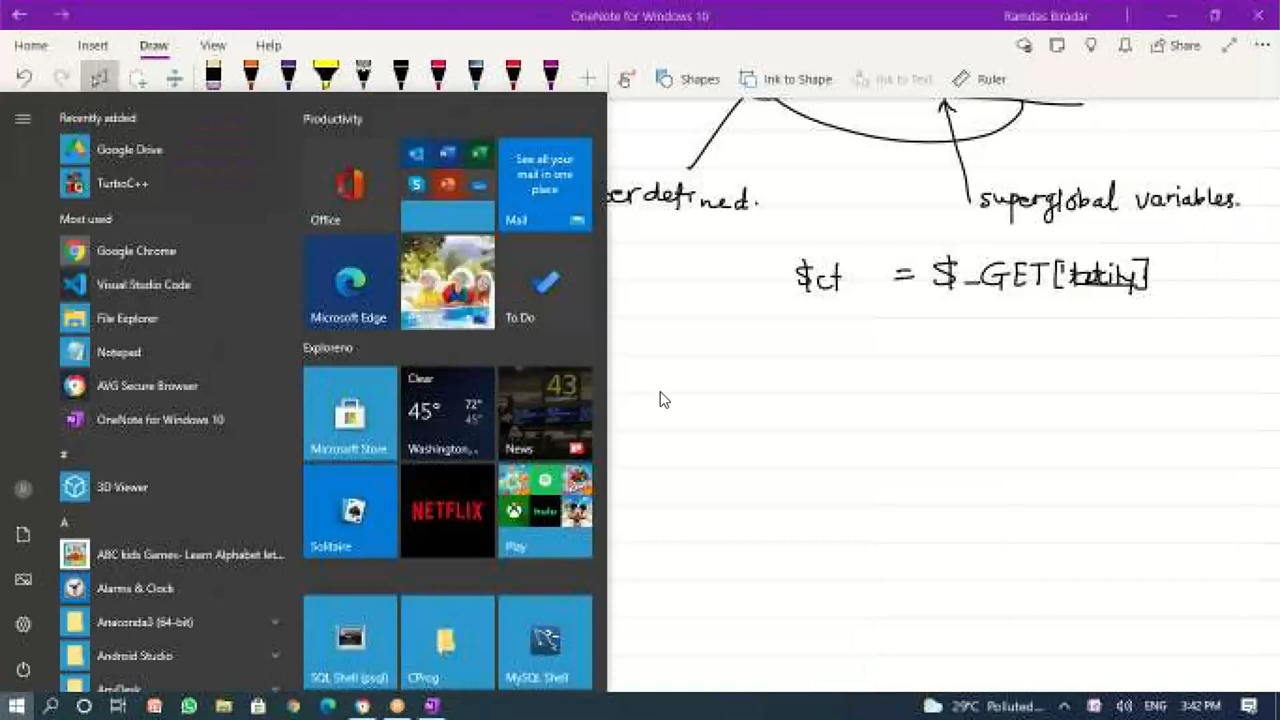 OneNote for Windows 10
Ramdas Biradar
Home Insert Draw View Help
Share
Shapes Ink to Shape Ink to Text Ruler
Recently added
Google Drive
TurboC++
Most used
Google Chrome
Visual Studio Code
File Explorer
Notepad
AVG Secure Browser
OneNote for Windows 10
#
3D Viewer
A
ABC kids Games- Learn Alphabet let...
Alarms & Clock
Anaconda3 (64-bit)
Android Studio
AnyDesk
Productivity
Office
See all your
mail in one
place
Mail
Microsoft Edge
To Do
Explore
Microsoft Store
Clear
45° 72°
45°
Washington,...
43
News
Solitaire
NETFLIX
hulu
Play
SQL Shell (psql)
CProg
MySQL Shell
er defined.
superglobal variables.
$ct = $_GET[' ]
29°C Polluted...
ENG
3:42 PM